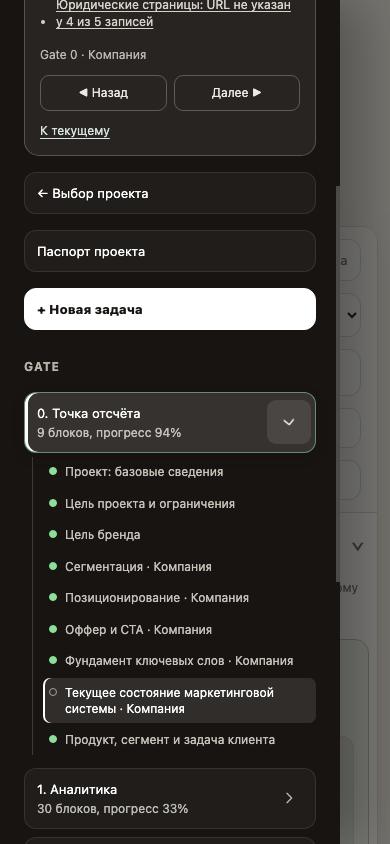 Юридические страницы: URL не указан
• у 4 из 5 записей
Gate 0 · Компания
◀ Назад
Далее ▶
К текущему
← Выбор проекта
Паспорт проекта
+ Новая задача
GATE
0. Точка отсчёта
9 блоков, прогресс 94%
Проект: базовые сведения
Цель проекта и ограничения
Цель бренда
Сегментация · Компания
Позиционирование · Компания
Оффер и CTA · Компания
Фундамент ключевых слов · Компания
Текущее состояние маркетинговой
системы · Компания
Продукт, сегмент и задача клиента
1. Аналитика
30 блоков, прогресс 33%